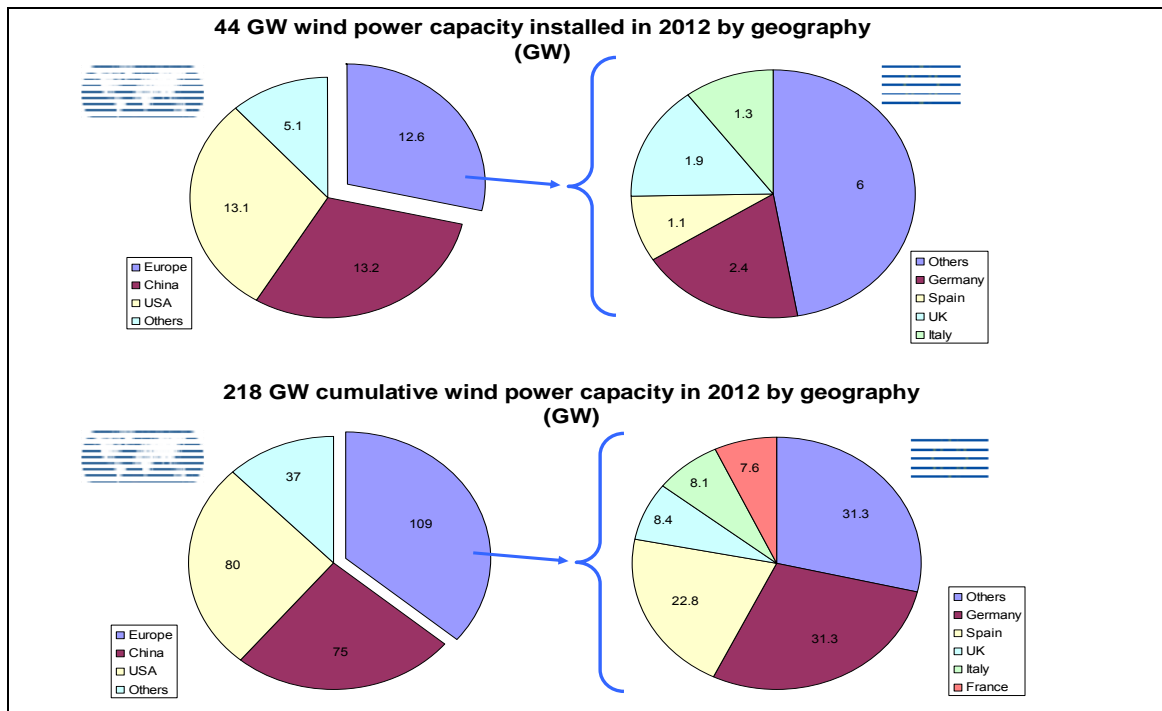 44 GW wind power capacity installed in 2012 by geography
(GW)
5.1
12.6
13.1
13.2
Europe
China
USA
Others
1.3
1.9
6
1.1
2.4
Others
Germany
Spain
UK
Italy
218 GW cumulative wind power capacity in 2012 by geography
(GW)
37
109
80
75
Europe
China
USA
Others
7.6
8.1
31.3
8.4
22.8
31.3
Others
Germany
Spain
UK
Italy
France